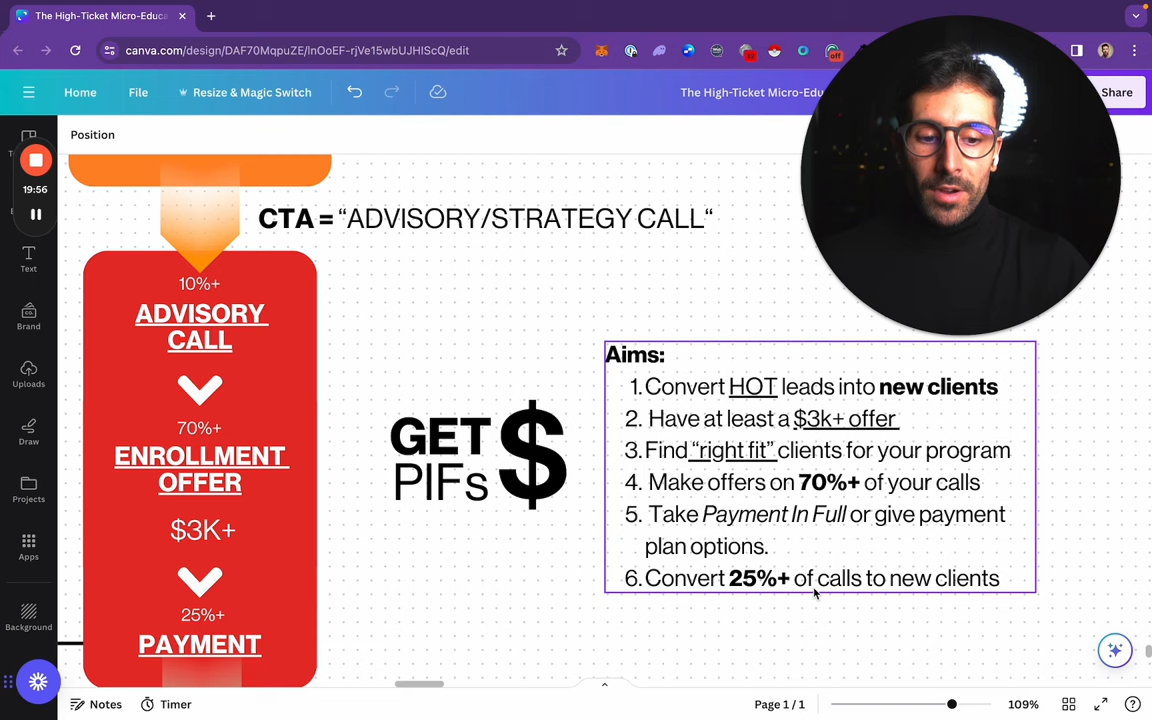 The High-Ticket Micro-Educa
canva.com/design/DAF70MqpuZE/lnOoEF-rjVe15wbUJHIScQ/edit
off
Home
File
Resize & Magic Switch
The High-Ticket Micro-Edu
Share
Position
19:56
Text
Brand
Uploads
Draw
Projects
Apps
Background
CTA = “ADVISORY/STRATEGY CALL“
10%+
ADVISORY
CALL
70%+
ENROLLMENT
OFFER
$3K+
25%+
PAYMENT
GET
PIFs
$
Aims:
1. Convert HOT leads into new clients
2. Have at least a $3k+ offer
3. Find “right fit” clients for your program
4. Make offers on 70%+ of your calls
5. Take Payment In Full or give payment
plan options.
6. Convert 25%+ of calls to new clients
Notes
Timer
Page 1 / 1
109%